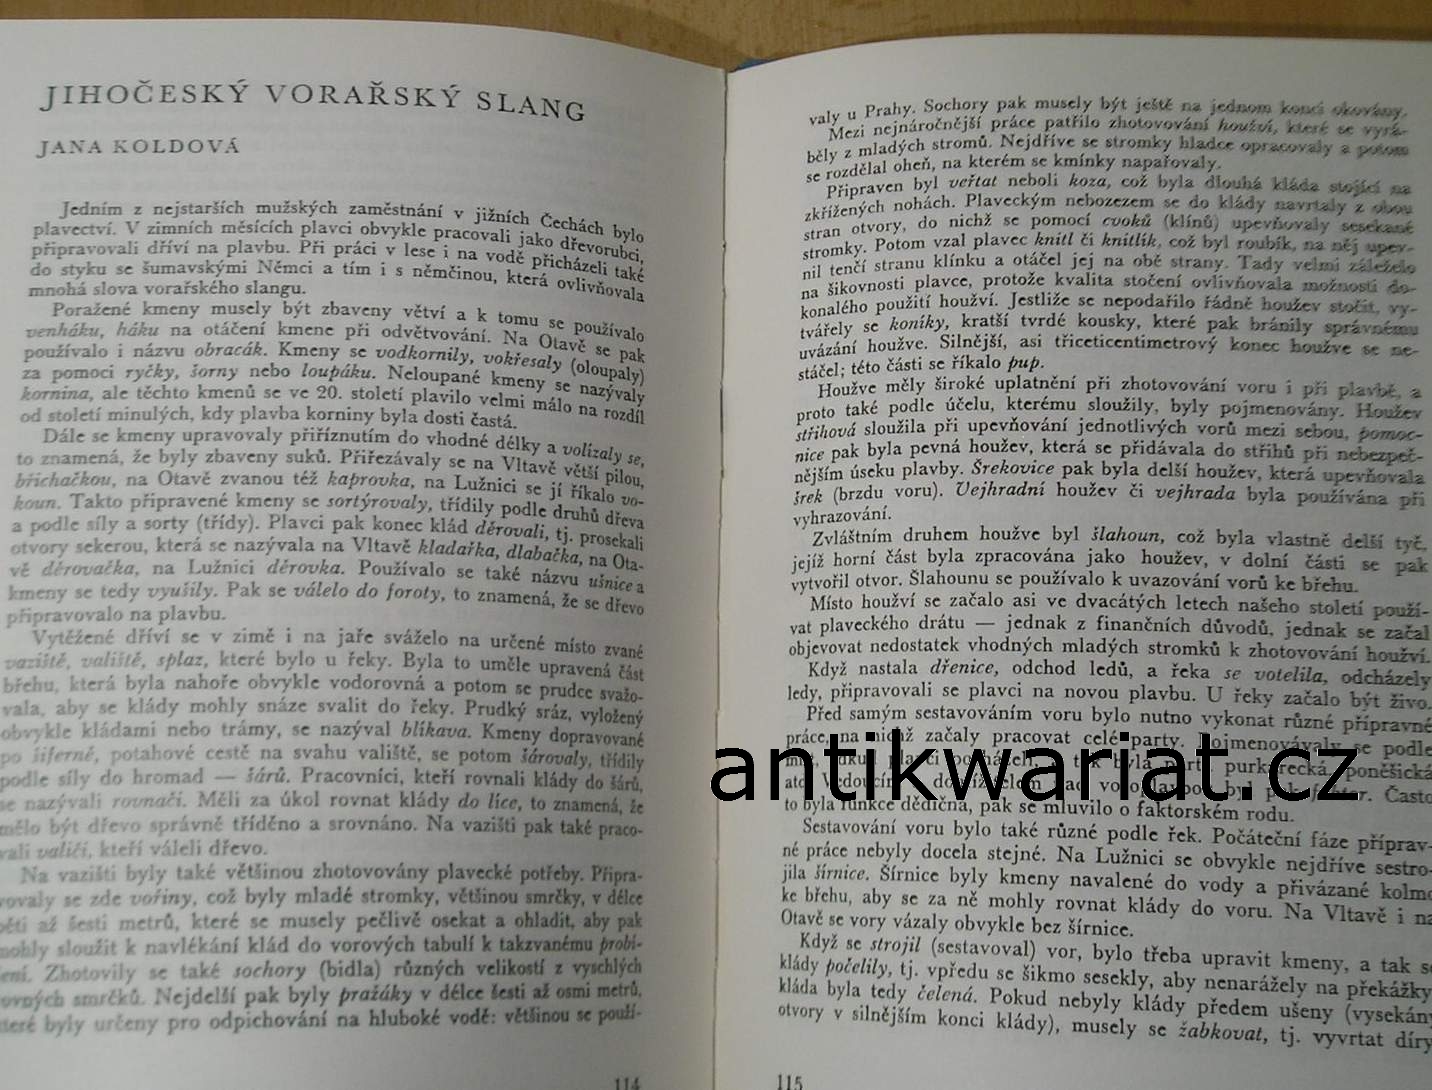 JIHOČESKÝ VORAŘSKÝ SLANG
JANA KOLDOVÁ
Jedním z nejstarších mužských zaměstnání v jižních Čechách bylo
plavectví. V zimních měsících plavci obvykle pracovali jako dřevorubci,
připravovali dříví na plavbu. Při práci v lese i na vodě přicházeli také
do styku se šumavskými Němci a tím i s němčinou, která ovlivňovala
mnohá slova vorařského slangu.
Poražené kmeny musely být zbaveny větví a k tomu se používalo
venháku, háku na otáčení kmene při odvětvování. Na Otavě se pak
používalo i názvu obracák. Kmeny se vodkornily, vokřesaly (oloupaly)
za pomoci ryčky, šorny nebo loupáku. Neloupané kmeny se nazývaly
kornina, ale těchto kmenů se ve 20. století plavilo velmi málo na rozdíl
od století minulých, kdy plavba korniny byla dosti častá.
Dále se kmeny upravovaly přiříznutím do vhodné délky a volízaly se,
to znamená, že byly zbaveny suků. Přiřezávaly se na Vltavě větší pilou,
břichačkou, na Otavě zvanou též kaprovka, na Lužnici se jí říkalo vo-
koun. Takto připravené kmeny se sortýrovaly, třídily podle druhů dřeva
a podle síly a sorty (třídy). Plavci pak konec klád děrovali, tj. prosekali
otvory sekerou, která se nazývala na Vltavě kladařka, dlabačka, na Ota-
vě děrovačka, na Lužnici děrovka. Používalo se také názvu ušnice a
kmeny se tedy vyušily. Pak se válelo do foroty, to znamená, že se dřevo
připravovalo na plavbu.
Vytěžené dříví se v zimě i na jaře sváželo na určené místo zvané
vaziště, valiště, splaz, které bylo u řeky. Byla to uměle upravená část
břehu, která byla nahoře obvykle vodorovná a potom se prudce svažo-
vala, aby se klády mohly snáze svalit do řeky. Prudký sráz, vyložený
obvykle kládami nebo trámy, se nazýval blikava. Kmeny dopravované
po šiferně, potahové cestě na svahu valiště, se potom šárovaly, třídily
podle síly do hromad — šárů. Pracovníci, kteří rovnali klády do šárů,
se nazývali rovnači. Měli za úkol rovnat klády do líce, to znamená, že
mělo být dřevo správně tříděno a srovnáno. Na vazišti pak také praco-
vali valiči, kteří váleli dřevo.
Na vazišti byly také většinou zhotovovány plavecké potřeby. Připra-
vovaly se zde vořiny, což byly mladé stromky, většinou smrčky, v délce
pěti až šesti metrů, které se musely pečlivě osekat a ohladit, aby pak
mohly sloužit k navlékání klád do vorových tabulí k takzvanému probí-
jení. Zhotovily se také sochory (bidla) různých velikostí z vyschlých
rovných smrčků. Nejdelší pak byly pražáky v délce šesti až osmi metrů,
které byly určeny pro odpichování na hluboké vodě: většinou se použí-
114
valy u Prahy. Sochory pak musely být ještě na jednom konci okovány.
Mezi nejnáročnější práce patřilo zhotovování houžví, které se vyrá-
běly z mladých stromů. Nejdříve se stromky hladce opracovaly a potom
se rozdělal oheň, na kterém se kmínky napařovaly.
Připraven byl veřtat neboli koza, což byla dlouhá kláda stojící na
zkřížených nohách. Plaveckým nebozezem se do klády navrtaly z obou
stran otvory, do nichž se pomocí cvoků (klínů) upevňovaly sesekané
stromky. Potom vzal plavec knitl či knitlík, což byl roubík, na něj upev-
nil tenčí stranu klínku a otáčel jej na obě strany. Tady velmi záleželo
na šikovnosti plavce, protože kvalita stočení ovlivňovala možnosti do-
konalého použití houžví. Jestliže se nepodařilo řádně houžev stočit, vy-
tvářely se koníky, kratší tvrdé kousky, které pak bránily správnému
uvázání houžve. Silnější, asi třiceticentimetrový konec houžve se ne-
stáčel; této části se říkalo pup.
Houžve měly široké uplatnění při zhotovování voru i při plavbě, a
proto také podle účelu, kterému sloužily, byly pojmenovány. Houžev
střihová sloužila při upevňování jednotlivých vorů mezi sebou, pomoc-
nice pak byla pevná houžev, která se přidávala do střihů při nebezpeč-
nějším úseku plavby. Šrekovice pak byla delší houžev, která upevňovala
šrek (brzdu voru). Vejhradní houžev či vejhrada byla používána při
vyhrazování.
Zvláštním druhem houžve byl šlahoun, což byla vlastně delší tyč,
jejíž horní část byla zpracována jako houžev, v dolní části se pak
vytvořil otvor. Šlahounu se používalo k uvazování vorů ke břehu.
Místo houžví se začalo asi ve dvacátých letech našeho století použí-
vat plaveckého drátu — jednak z finančních důvodů, jednak se začal
objevovat nedostatek vhodných mladých stromků k zhotovování houžví.
Když nastala dřenice, odchod ledů, a řeka se votelila, odcházely
ledy, připravovali se plavci na novou plavbu. U řeky začalo být živo.
Před samým sestavováním voru bylo nutno vykonat různé přípravné
práce, na nichž začaly pracovat celé party. Pojmenovávaly se podle
antikwariat.cz
byla parta purkarecká, poněšická
atd. Vedoucím a faktor. Často
to byla funkce dědičná, pak se mluvilo o faktorském rodu.
Sestavování voru bylo také různé podle řek. Počáteční fáze příprav-
né práce nebyly docela stejné. Na Lužnici se obvykle nejdříve sestro-
jila šírnice. Šírnice byly kmeny navalené do vody a přivázané kolmo
ke břehu, aby se za ně mohly rovnat klády do voru. Na Vltavě i na
Otavě se vory vázaly obvykle bez šírnice.
Když se strojil (sestavoval) vor, bylo třeba upravit kmeny, a tak se
klády počelily, tj. vpředu se šikmo sesekly, aby nenarážely na překážky
kláda byla tedy čelená. Pokud nebyly klády předem ušeny (vysekány
otvory v silnějším konci klády), musely se žabkovat, tj. vyvrtat díry
115